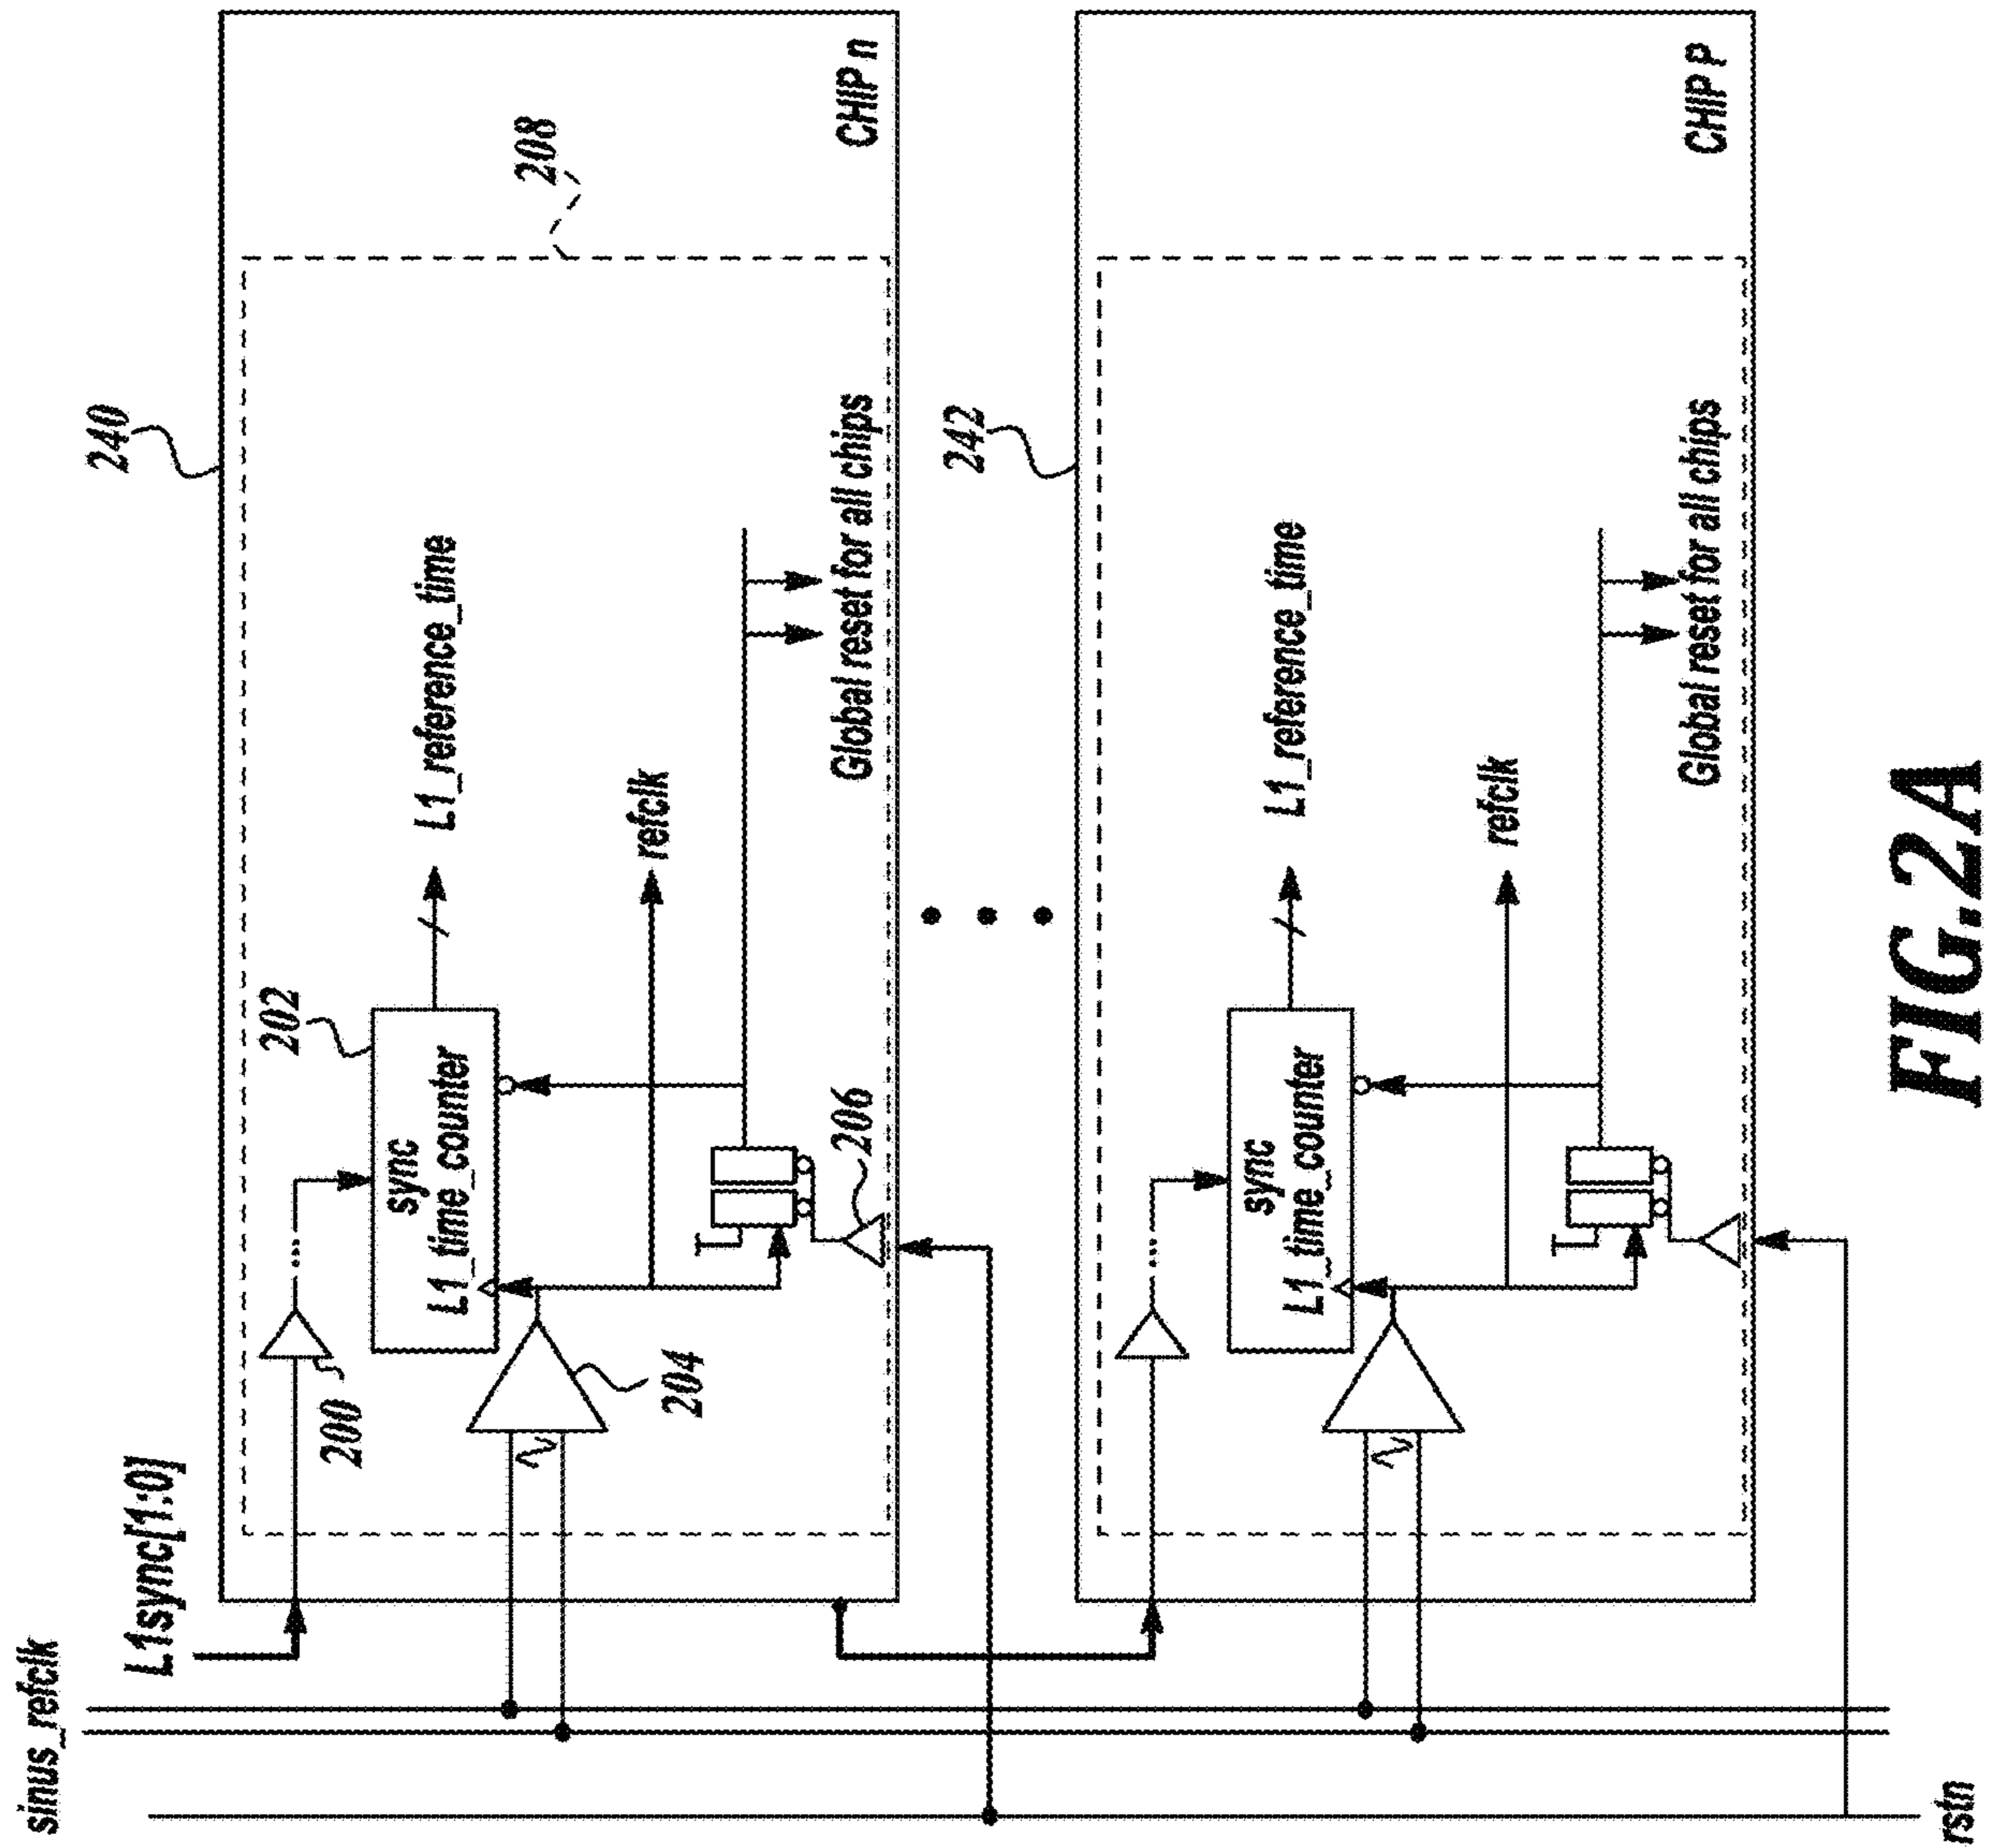 sinus_refclk
L1sync[1:0]
240
200
202
208
sync
L1_time_counter
L1_reference_time
204
refclk
206
Global reset for all chips
CHIP n
242
sync
L1_time_counter
L1_reference_time
refclk
Global reset for all chips
CHIP P
rstn
FIG.2A